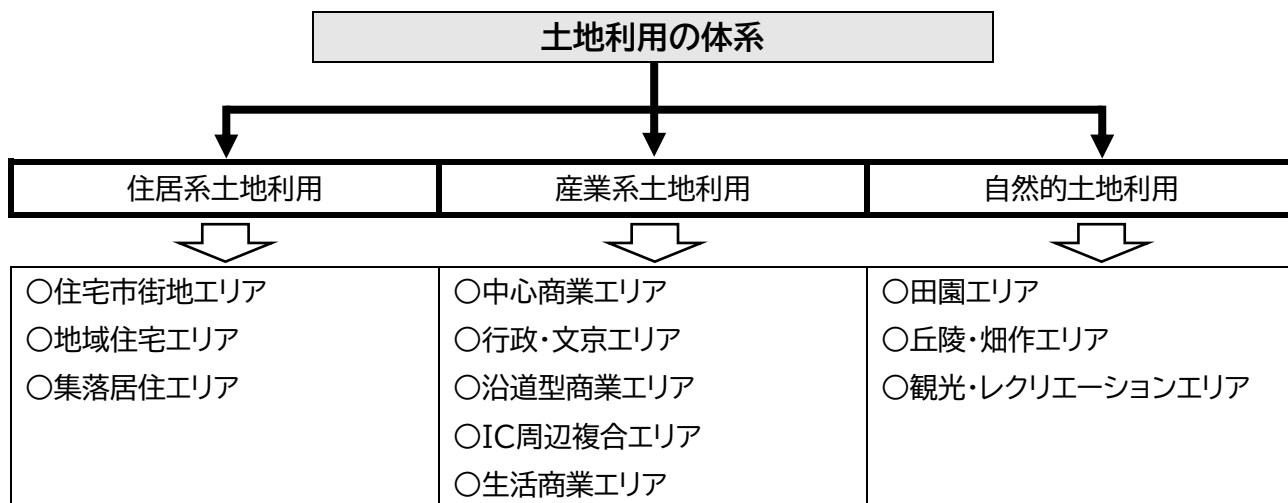 土地利用の体系
住居系土地利用
産業系土地利用
自然的土地利用
○住宅市街地エリア
○地域住宅エリア
○集落居住エリア
○中心商業エリア
○行政・文京エリア
○沿道型商業エリア
○IC周辺複合エリア
○生活商業エリア
○田園エリア
○丘陵・畑作エリア
○観光・レクリエーションエリア